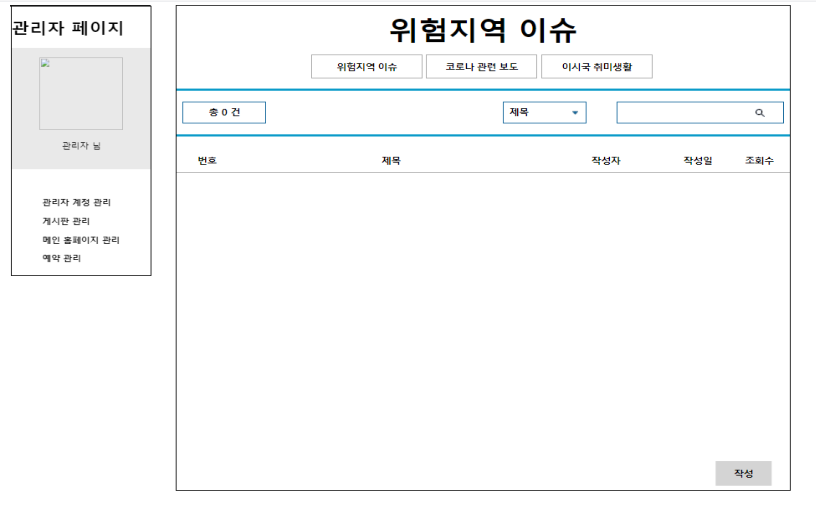 관리자 페이지
관리자 님
관리자 계정 관리
게시판 관리
메인 홈페이지 관리
예약 관리
위험지역 이슈
위험지역 이슈 코로나 관련 보도 이시국 취미생활
총 0 건 제목
번호 제목 작성자 작성일 조회수
작성